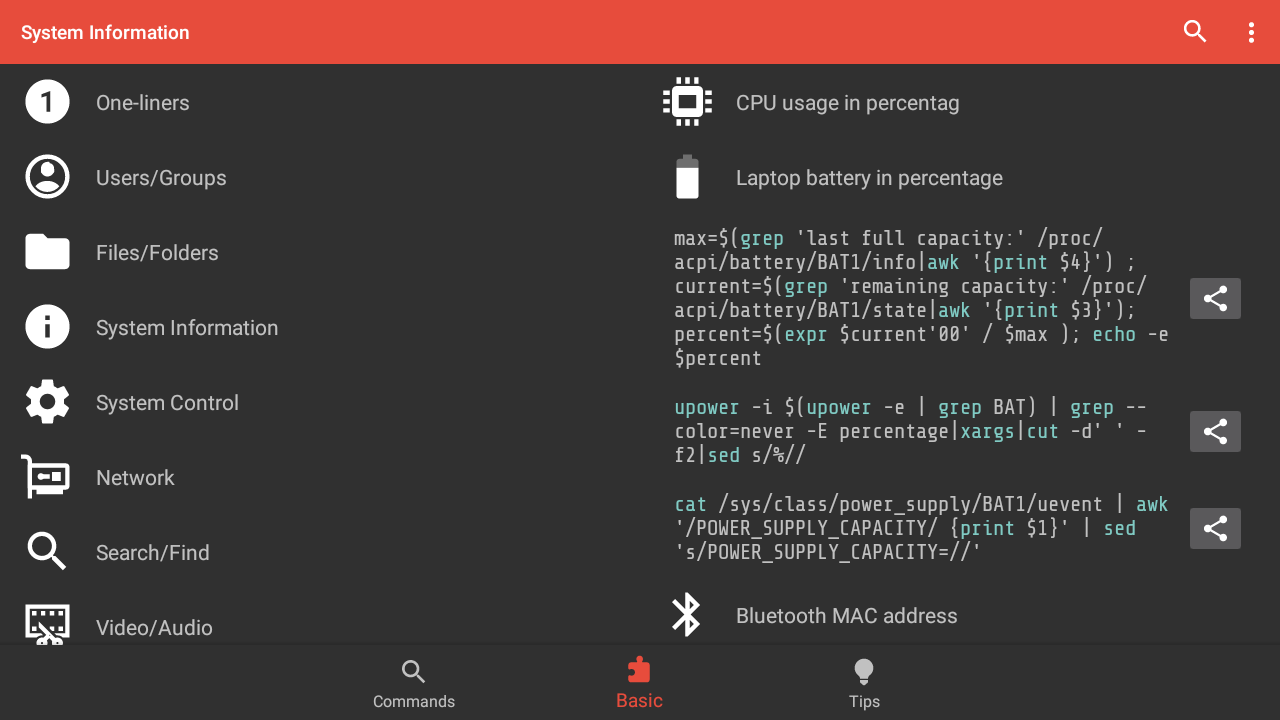 System Information
One-liners
Users/Groups
Files/Folders
System Information
System Control
Network
Search/Find
Video/Audio
CPU usage in percentag
Laptop battery in percentage
max=$(grep 'last full capacity:' /proc/
acpi/battery/BAT1/info|awk '{print $4}') ;
current=$(grep 'remaining capacity:' /proc/
acpi/battery/BAT1/state|awk '{print $3}');
percent=$(expr $current'00' / $max ); echo -e
$percent
upower -i $(upower -e | grep BAT) | grep --
color=never -E percentage|xargs|cut -d' ' -
f2|sed s/%//
cat /sys/class/power_supply/BAT1/uevent | awk
'/POWER_SUPPLY_CAPACITY/ {print $1}' | sed
's/POWER_SUPPLY_CAPACITY=//'
Bluetooth MAC address
Commands
Basic
Tips